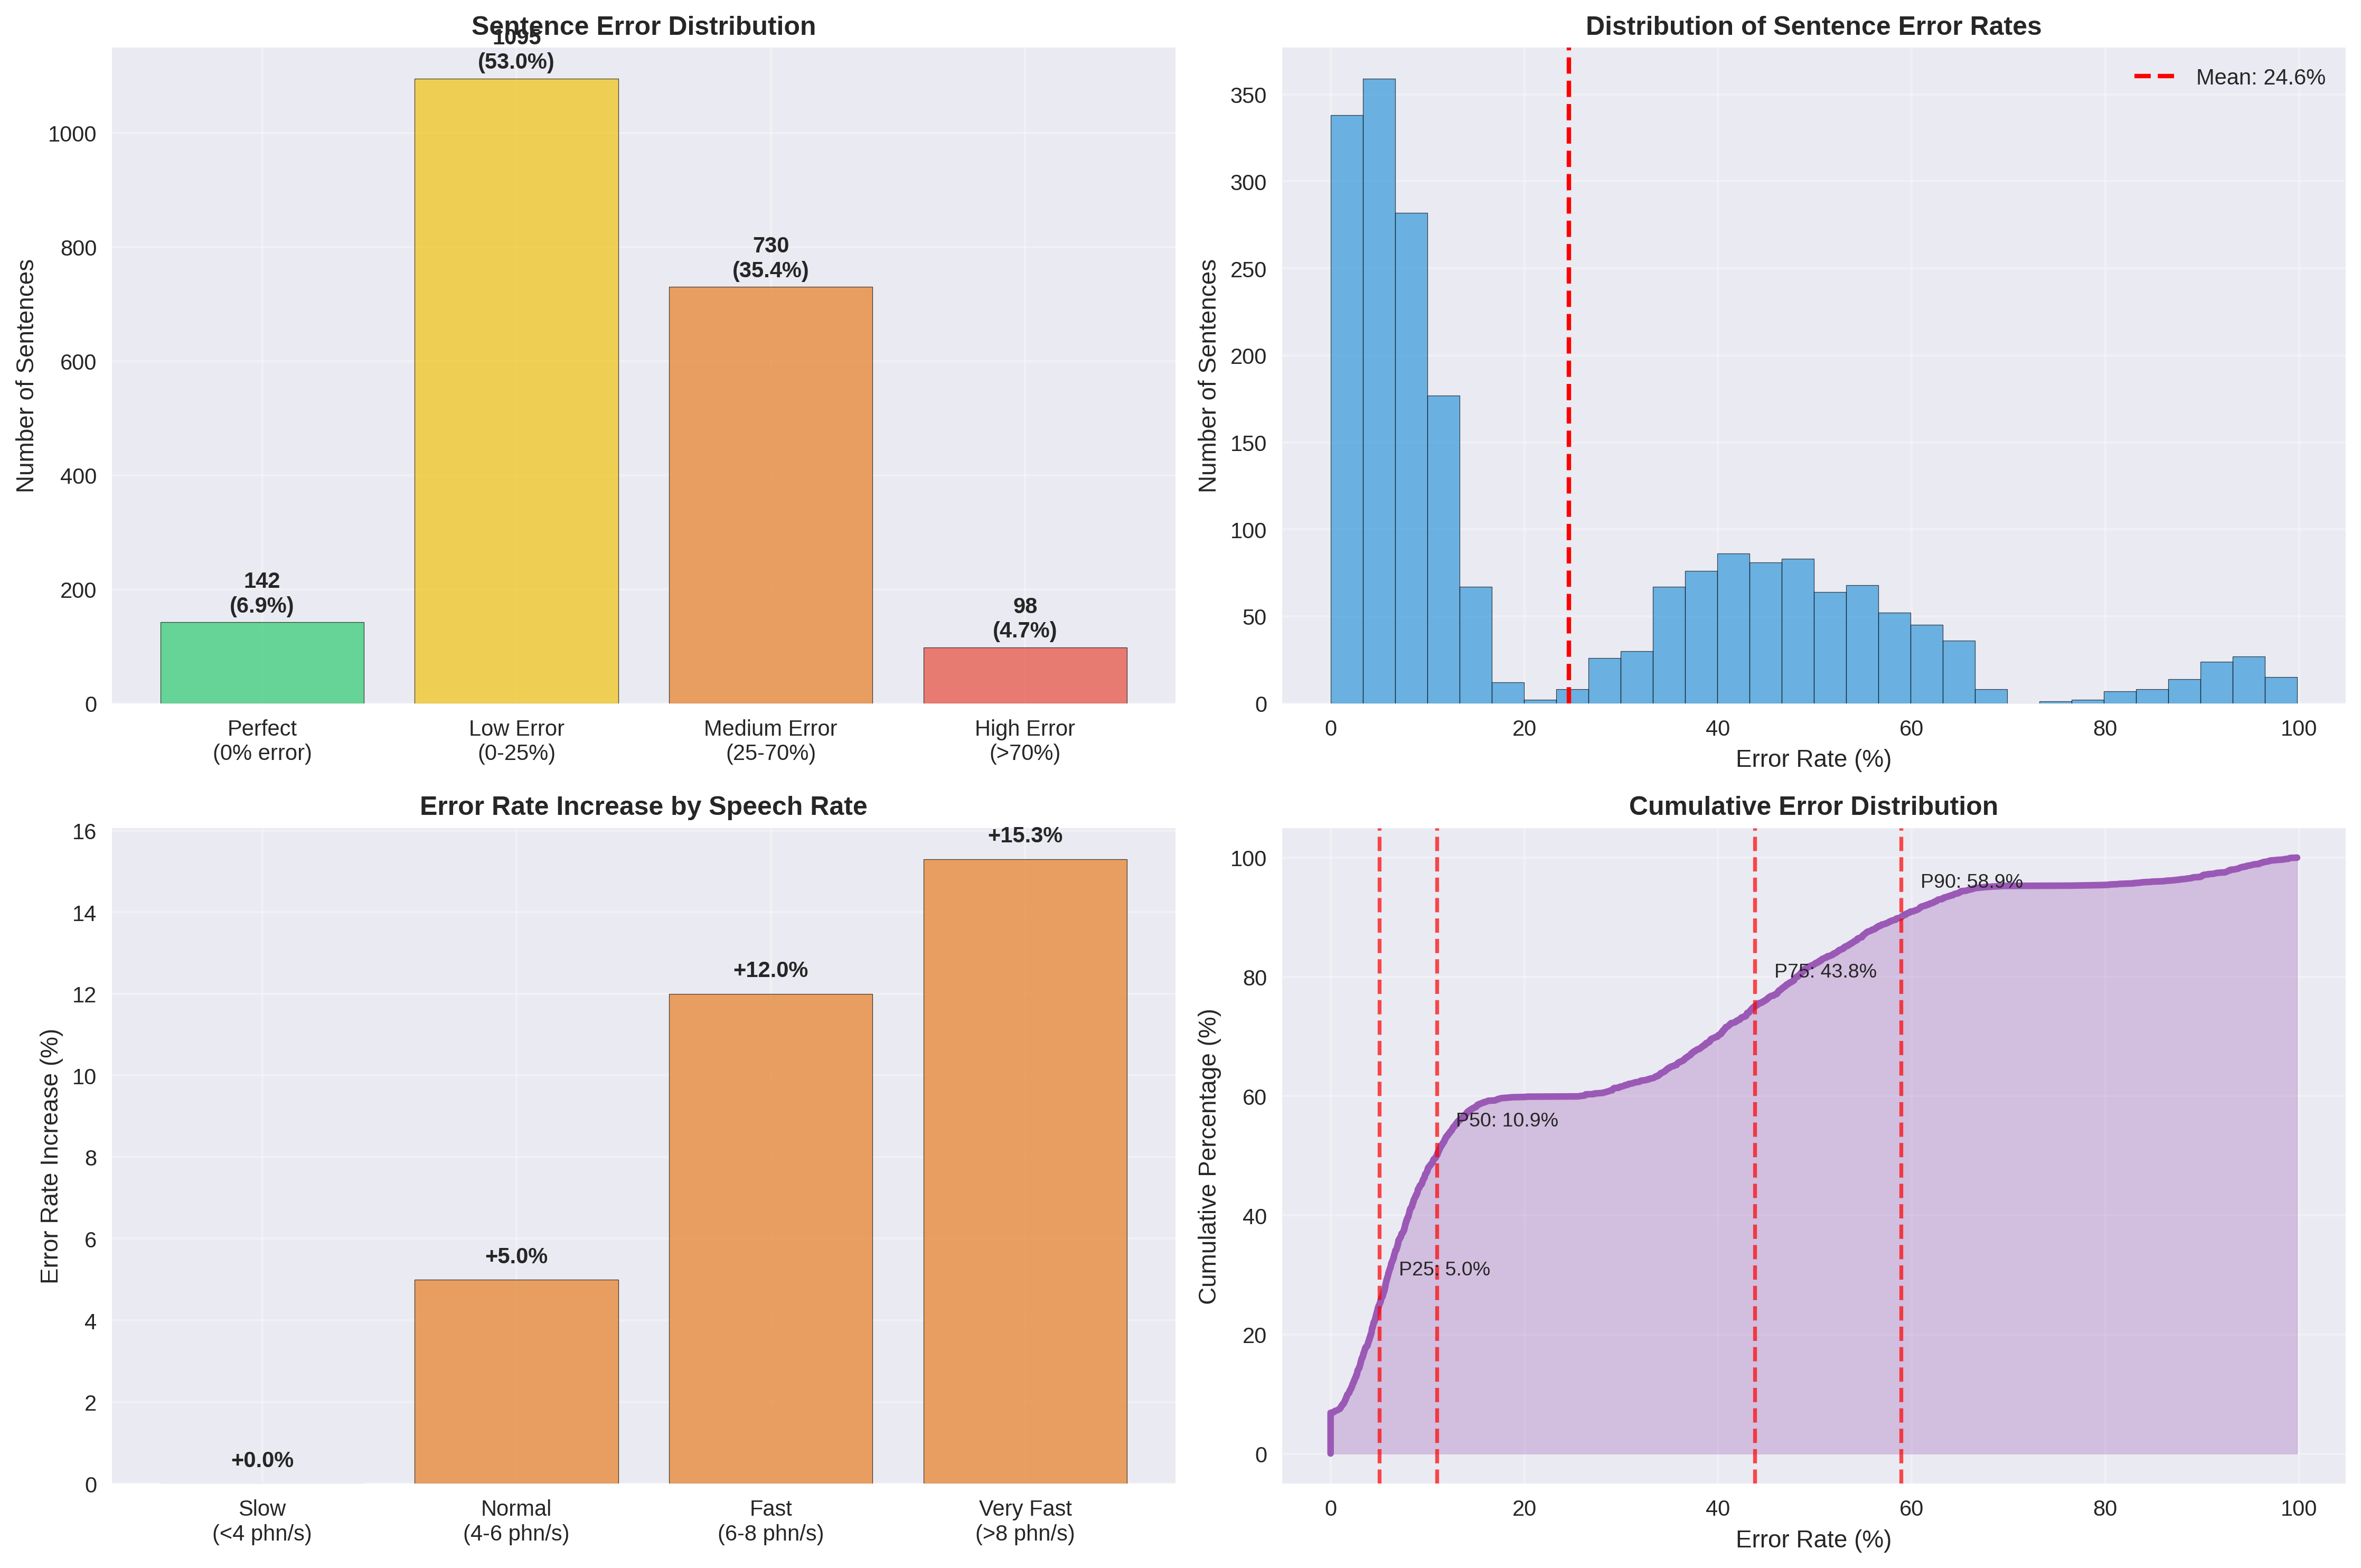 Sentence Error Distribution
Number of Sentences
1000
800
600
400
200
0
142
(6.9%)
1095
(53.0%)
730
(35.4%)
98
(4.7%)
Perfect
(0% error)
Low Error
(0-25%)
Medium Error
(25-70%)
High Error
(>70%)
Distribution of Sentence Error Rates
Mean: 24.6%
Number of Sentences
350
300
250
200
150
100
50
0
0
20
40
60
80
100
Error Rate (%)
Error Rate Increase by Speech Rate
Error Rate Increase (%)
16
14
12
10
8
6
4
2
0
+0.0%
+5.0%
+12.0%
+15.3%
Slow
(<4 phn/s)
Normal
(4-6 phn/s)
Fast
(6-8 phn/s)
Very Fast
(>8 phn/s)
Cumulative Error Distribution
Cumulative Percentage (%)
100
80
60
40
20
0
P90: 58.9%
P75: 43.8%
P50: 10.9%
P25: 5.0%
0
20
40
60
80
100
Error Rate (%)